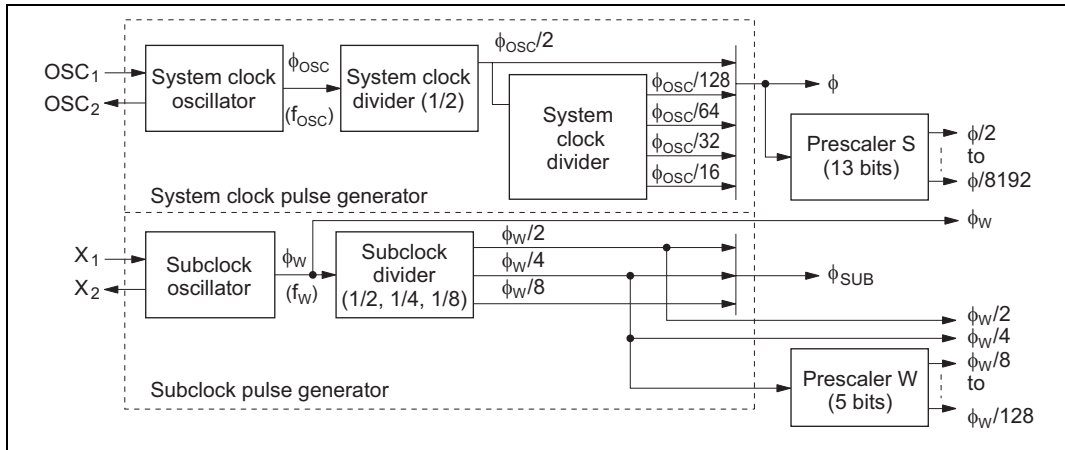 OSC₁
OSC₂
System clock
oscillator
ϕOSC
(fOSC)
System clock
divider (1/2)
ϕOSC/2
System
clock
divider
ϕOSC/128
ϕOSC/64
ϕOSC/32
ϕOSC/16
ϕ
Prescaler S
(13 bits)
ϕ/2
to
ϕ/8192
System clock pulse generator
X₁
X₂
Subclock
oscillator
ϕW
(fW)
Subclock
divider
(1/2, 1/4, 1/8)
ϕW/2
ϕW/4
ϕW/8
ϕW
ϕSUB
ϕW/2
ϕW/4
Prescaler W
(5 bits)
ϕW/8
to
ϕW/128
Subclock pulse generator